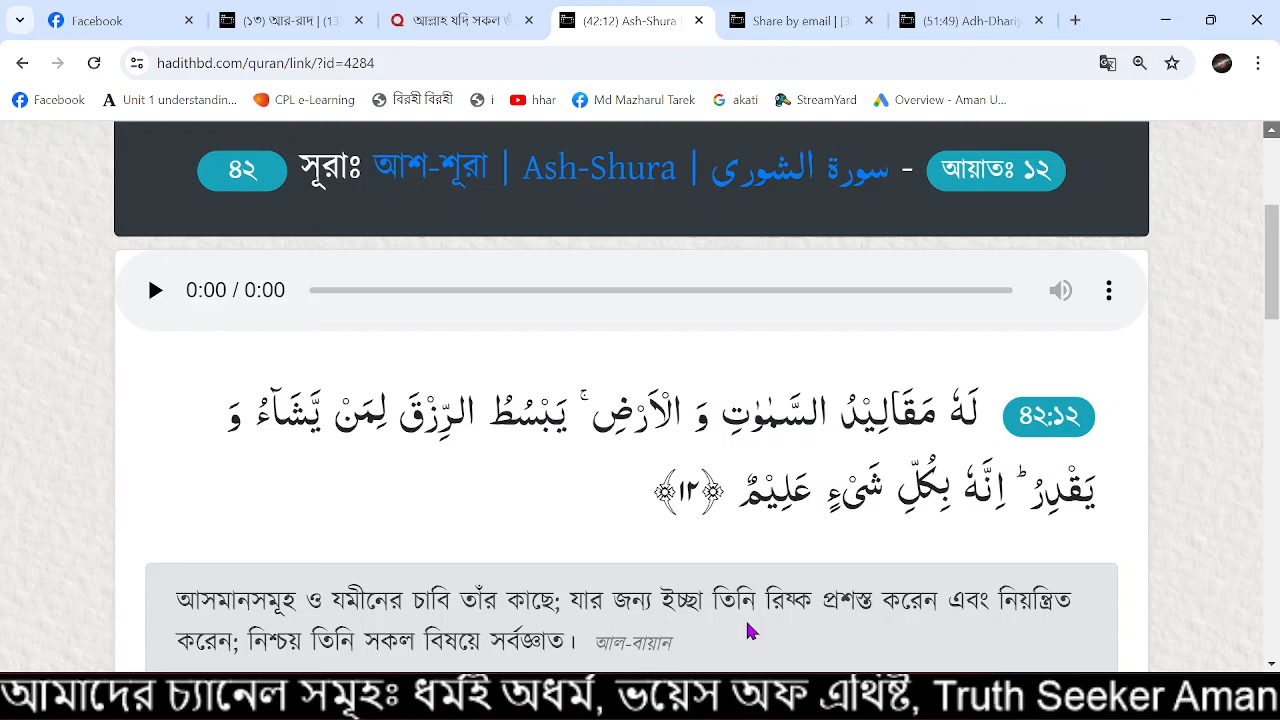 Facebook
(১৩) আর-রাদ | (13
আল্লাহ যদি সকল উ
(42:12) Ash-Shura
Share by email | [3
(51:49) Adh-Dhariy
hadithbd.com/quran/link/?id=4284
Facebook
Unit 1 understandin...
CPL e-Learning
বিরহী বিরহী
i
hhar
Md Mazharul Tarek
akati
StreamYard
Overview - Aman U...
৪২ সূরাঃ আশ-শূরা | Ash-Shura | سورة الشورى - আয়াতঃ ১২
0:00 / 0:00
৪২:১২ لَهٗ مَقَالِیْدُ السَّمٰوٰتِ وَ الْاَرْضِ ۚ یَبْسُطُ الرِّزْقَ لِمَنْ یَّشَآءُ وَ
یَقْدِرُ ؕ اِنَّهٗ بِكُلِّ شَیْءٍ عَلِیْمٌ ﴿۱۲﴾
আসমানসমূহ ও যমীনের চাবি তাঁর কাছে; যার জন্য ইচ্ছা তিনি রিয্ক প্রশস্ত করেন এবং নিয়ন্ত্রিত
করেন; নিশ্চয় তিনি সকল বিষয়ে সর্বজ্ঞাত। আল-বায়ান
আমাদের চ্যানেল সমূহঃ ধর্মই অধর্ম, ভয়েস অফ এথিষ্ট, Truth Seeker Aman